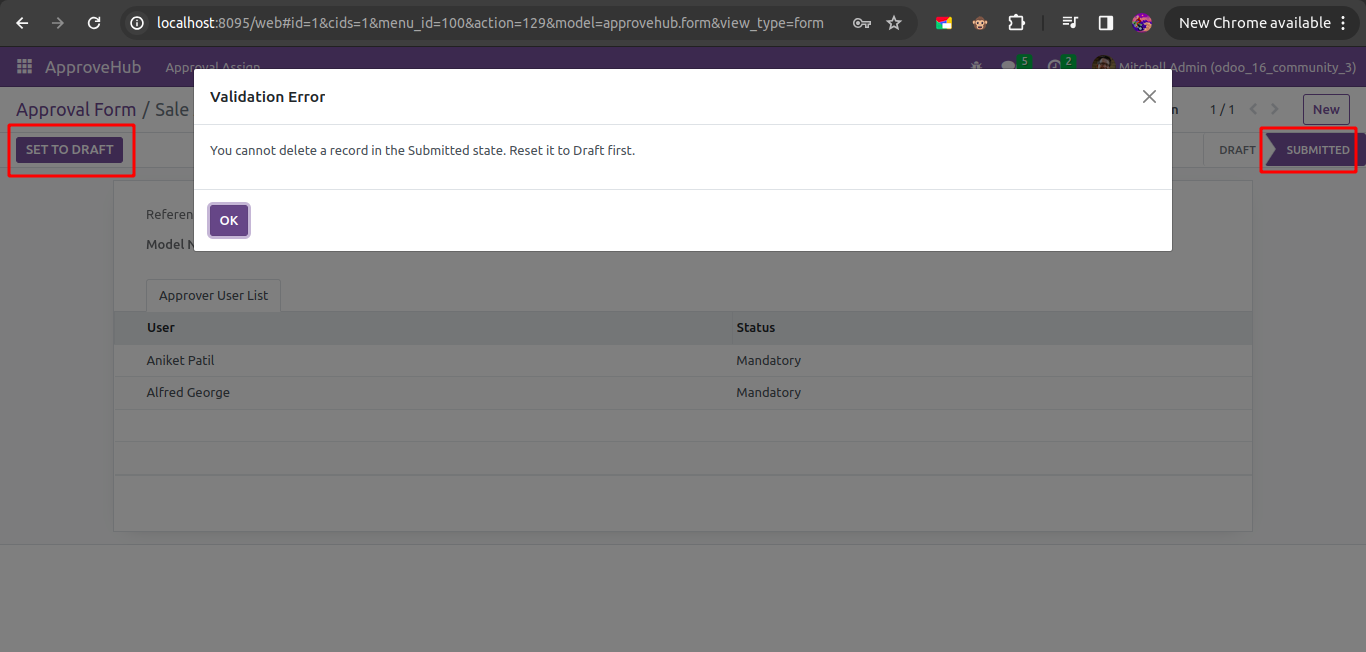 localhost:8095/web#id=1&cids=1&menu_id=100&action=129&model=approvehub.form&view_type=form
New Chrome available
ApproveHub
Approval Assign
5
2
Mitchell Admin (odoo_16_community_3)
Validation Error
Approval Form / Sale
1 / 1
New
SET TO DRAFT
You cannot delete a record in the Submitted state. Reset it to Draft first.
DRAFT
SUBMITTED
OK
Approver User List
User Status
Aniket Patil Mandatory
Alfred George Mandatory